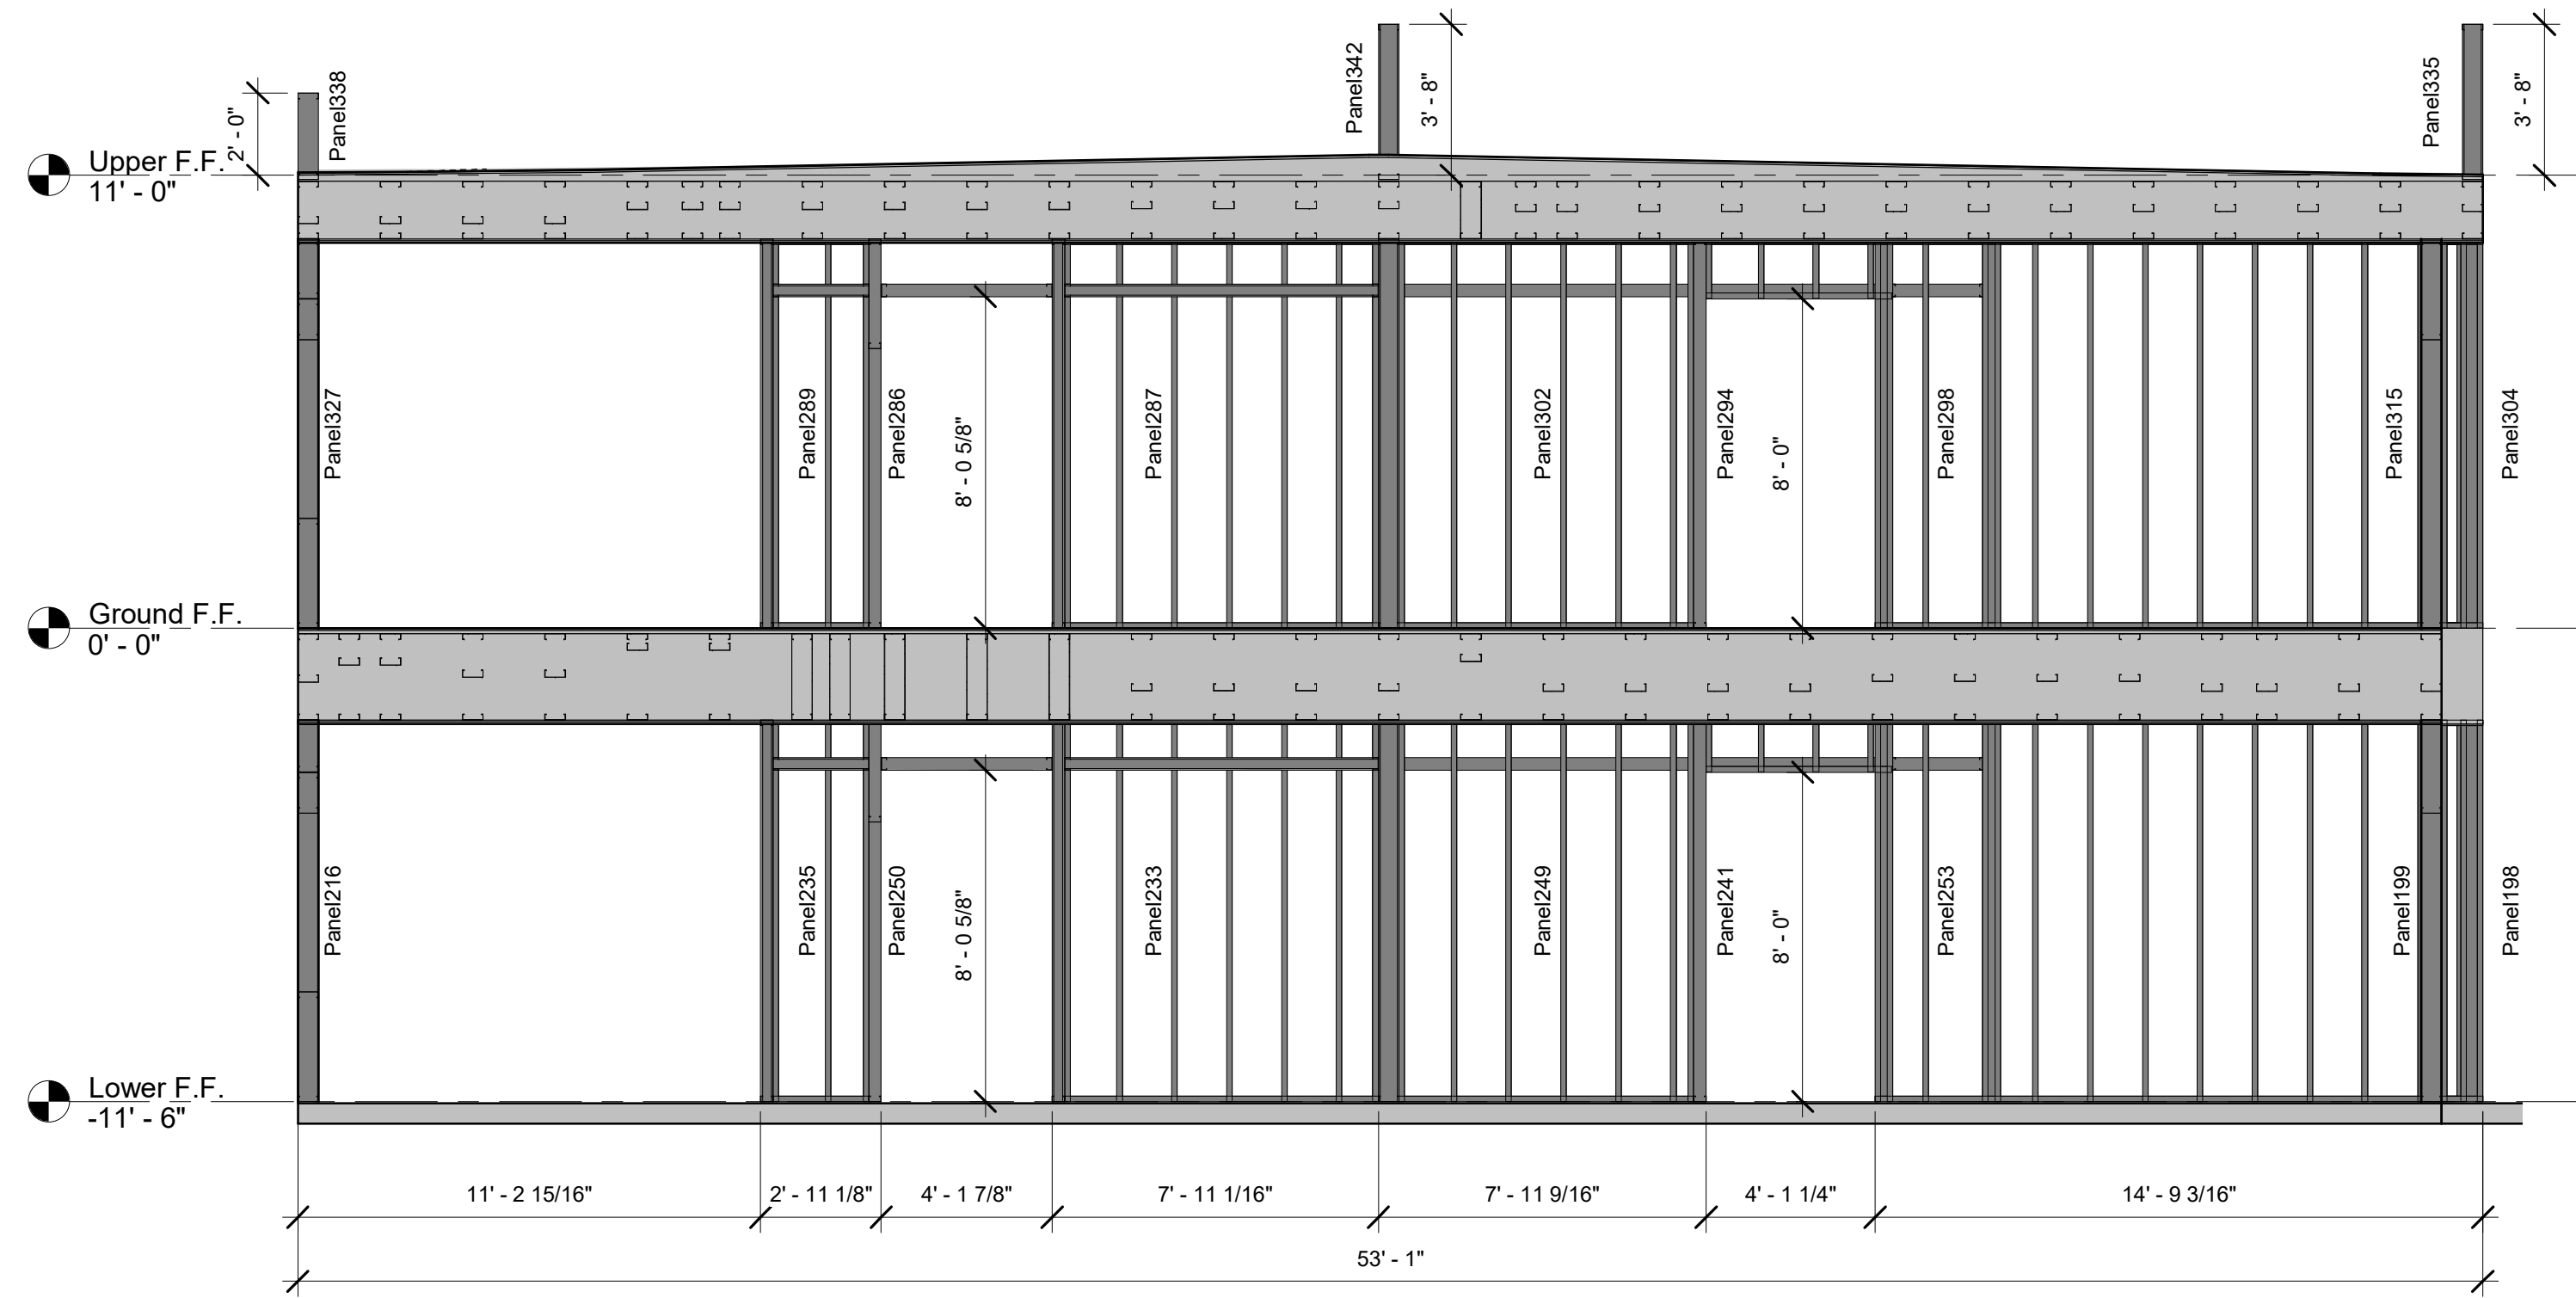 Panel338
2' - 0"
Panel342
3' - 8"
Panel335
3' - 8"
Upper F.F.
11' - 0"
Panel327
Panel289
Panel286
8' - 0 5/8"
Panel287
Panel302
Panel294
8' - 0"
Panel298
Panel315
Panel304
Ground F.F.
0' - 0"
Panel216
Panel235
Panel250
8' - 0 5/8"
Panel233
Panel249
Panel241
8' - 0"
Panel253
Panel199
Panel198
Lower F.F.
-11' - 6"
11' - 2 15/16"
2' - 11 1/8"
4' - 1 7/8"
7' - 11 1/16"
7' - 11 9/16"
4' - 1 1/4"
14' - 9 3/16"
53' - 1"